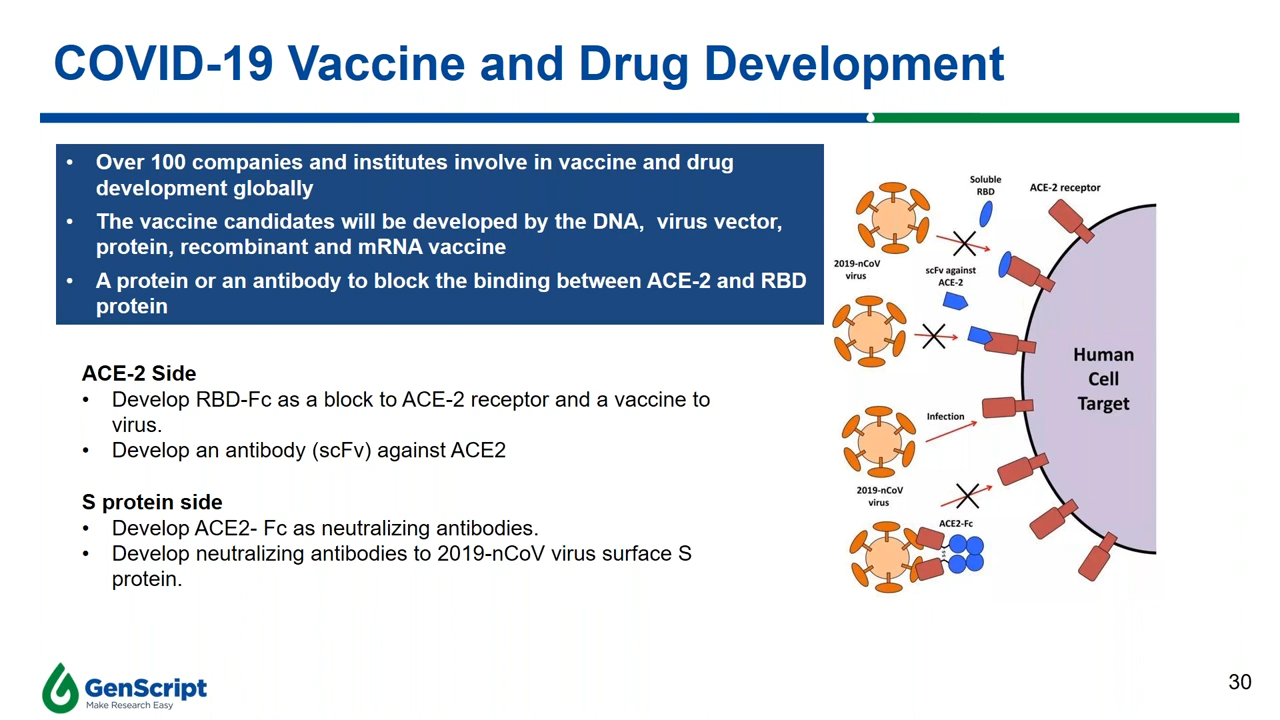 COVID-19 Vaccine and Drug Development
• Over 100 companies and institutes involve in vaccine and drug
development globally
• The vaccine candidates will be developed by the DNA, virus vector,
protein, recombinant and mRNA vaccine
• A protein or an antibody to block the binding between ACE-2 and RBD
protein
ACE-2 Side
• Develop RBD-Fc as a block to ACE-2 receptor and a vaccine to
virus.
• Develop an antibody (scFv) against ACE2
S protein side
• Develop ACE2- Fc as neutralizing antibodies.
• Develop neutralizing antibodies to 2019-nCoV virus surface S
protein.
Soluble
RBD
ACE-2 receptor
2019-nCoV
virus
scFv against
ACE-2
Human
Cell
Target
Infection
2019-nCoV
virus
ACE2-Fc
GenScript
Make Research Easy
30